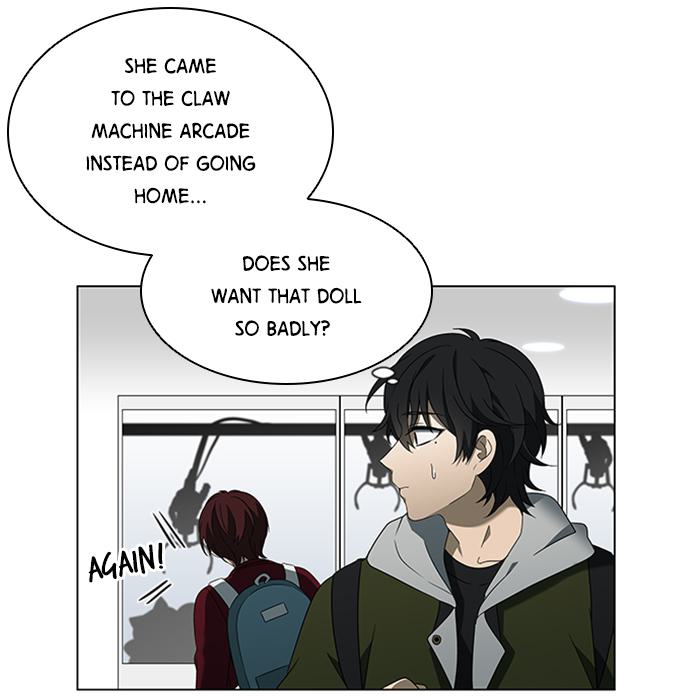 SHE CAME
TO THE CLAW
MACHINE ARCADE
INSTEAD OF GOING
HOME...
DOES SHE
WANT THAT DOLL
SO BADLY?
AGAIN!